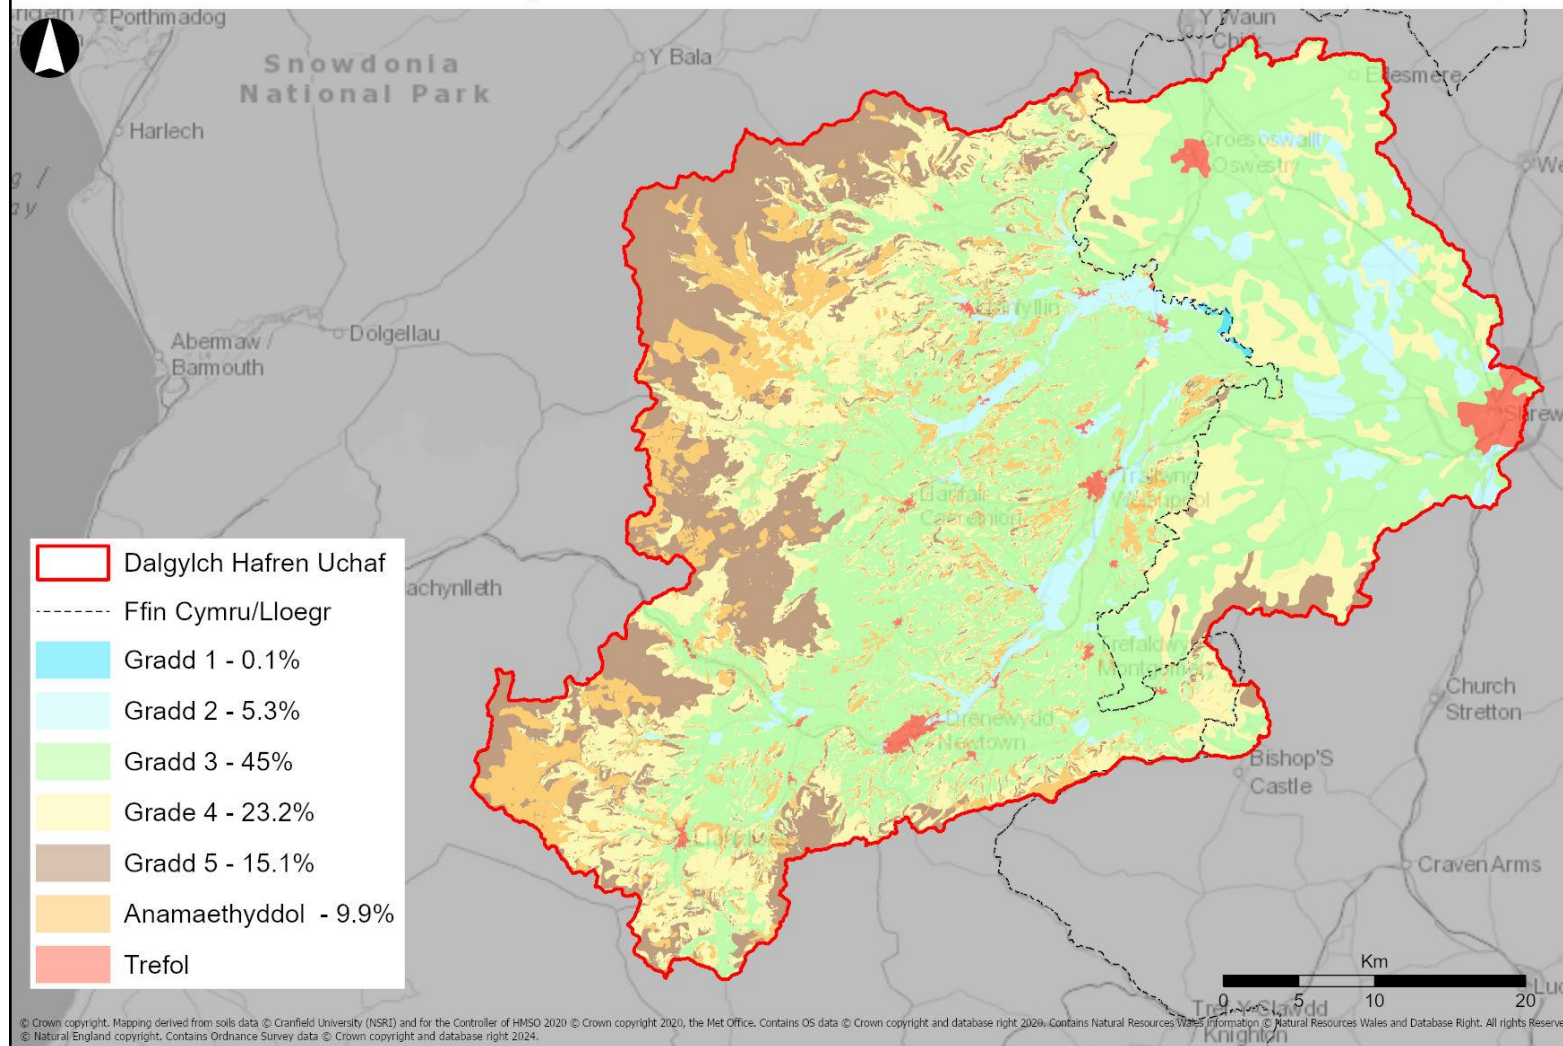 Porthmadog
Snowdonia
National Park
Y Bala
Y Waun
/ Chirk
Ellesmere
Harlech
Croesoswallt
Oswestry
Abermaw /
Barmouth
Dolgellau
Llanfyllin
Llanfair
Caereinion
Trallwng
Welshpool
achynlleth
Trefaldwyn
Montgomery
Drenewydd
Newtown
Church
Stretton
Bishop'S
Castle
Craven Arms
Dalgylch Hafren Uchaf
Ffin Cymru/Lloegr
Gradd 1 - 0.1%
Gradd 2 - 5.3%
Gradd 3 - 45%
Grade 4 - 23.2%
Gradd 5 - 15.1%
Anamaethyddol - 9.9%
Trefol
Km
0 5 10 20
Knighton
© Crown copyright. Mapping derived from soils data © Cranfield University (NSRI) and for the Controller of HMSO 2020 © Crown copyright 2020, the Met Office. Contains OS data © Crown copyright and database right 2020. Contains Natural Resources Wales information © Natural Resources Wales and Database Right. All rights Reserve
© Natural England copyright. Contains Ordnance Survey data © Crown copyright and database right 2024.